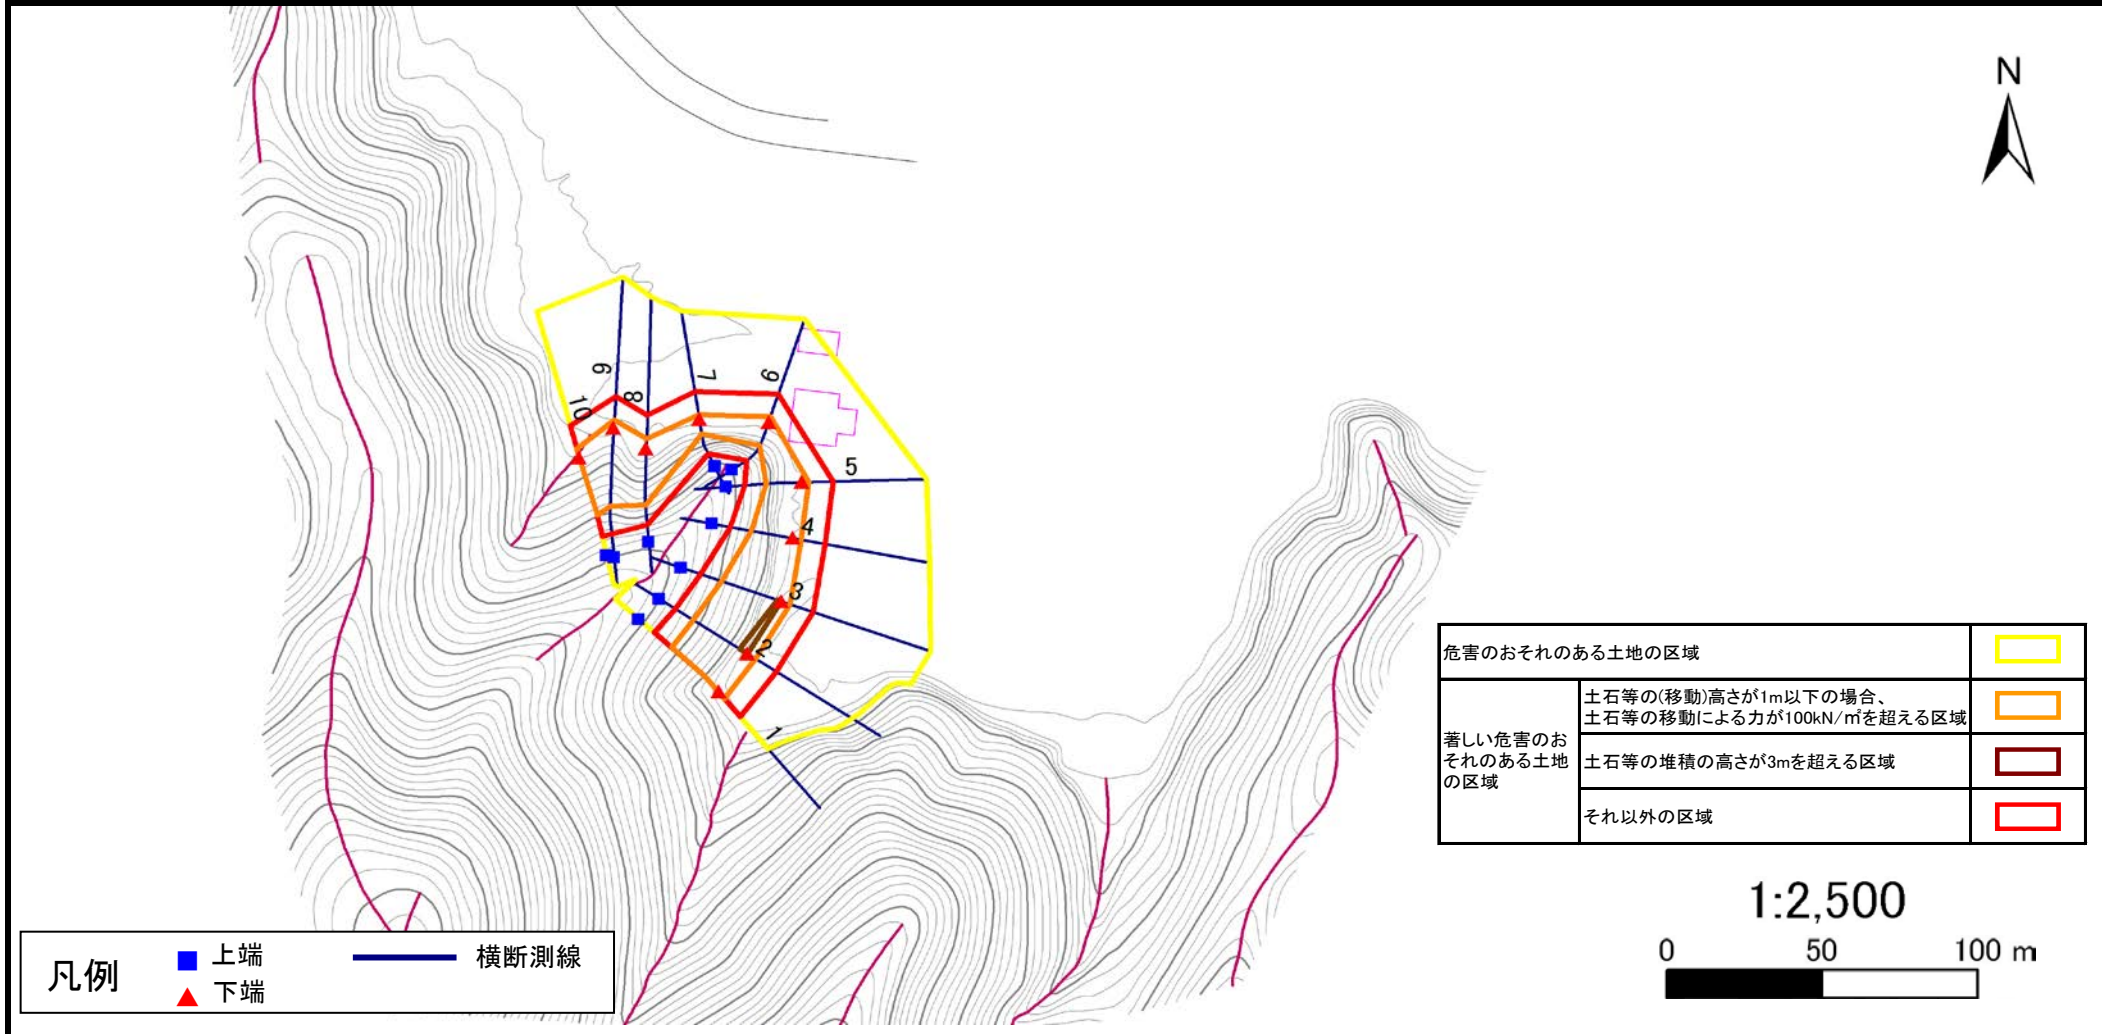 N
9
10
8
7
6
5
4
3
2
1
危害のおそれのある土地の区域
著しい危害のお
それのある土地
の区域
土石等の(移動)高さが1m以下の場合、
土石等の移動による力が100kN/㎡を超える区域
土石等の堆積の高さが3mを超える区域
それ以外の区域
1:2,500
0 50 100 m
凡例
上端
下端
横断測線